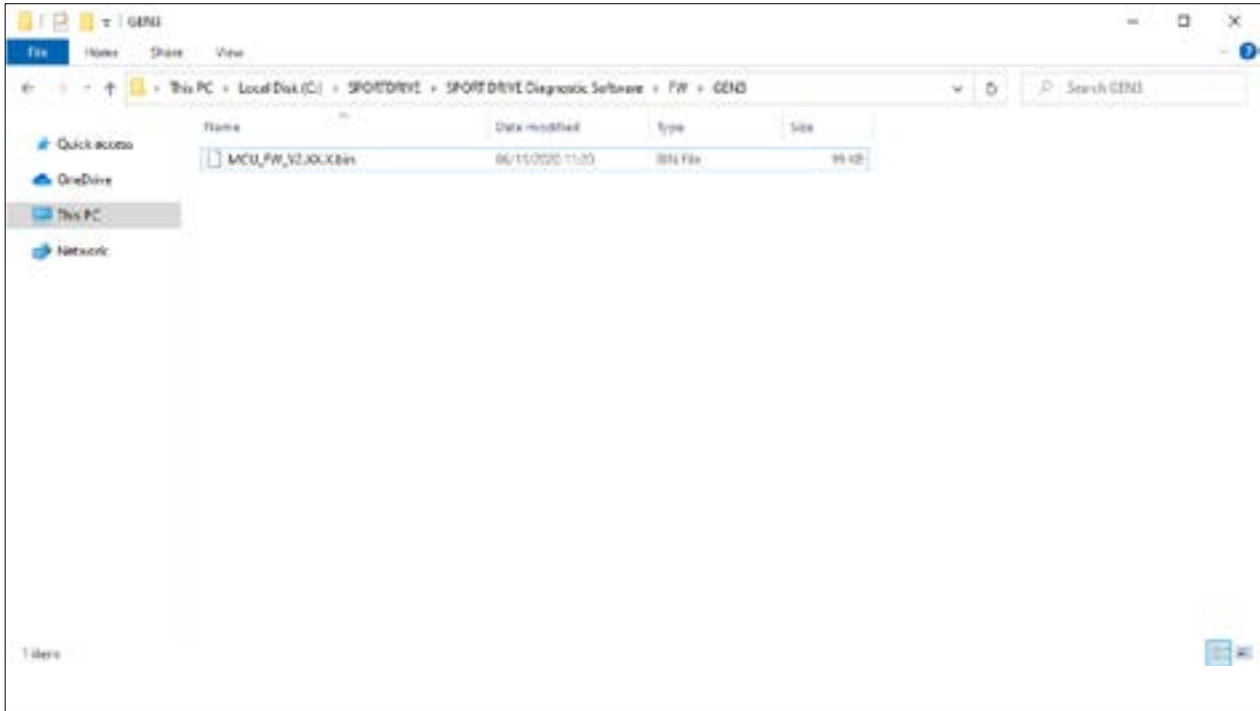 GEN3
File Home Share View
This PC › Local Disk (C:) › SPORTDRIVE › SPORTDRIVE Diagnostic Software › FW › GEN3
Search GEN3
Name Date modified Type Size
Quick access
MCU_FW_V2.XX.X.bin 06/11/2020 11:20 BIN File 99 KB
OneDrive
This PC
Network
1 item